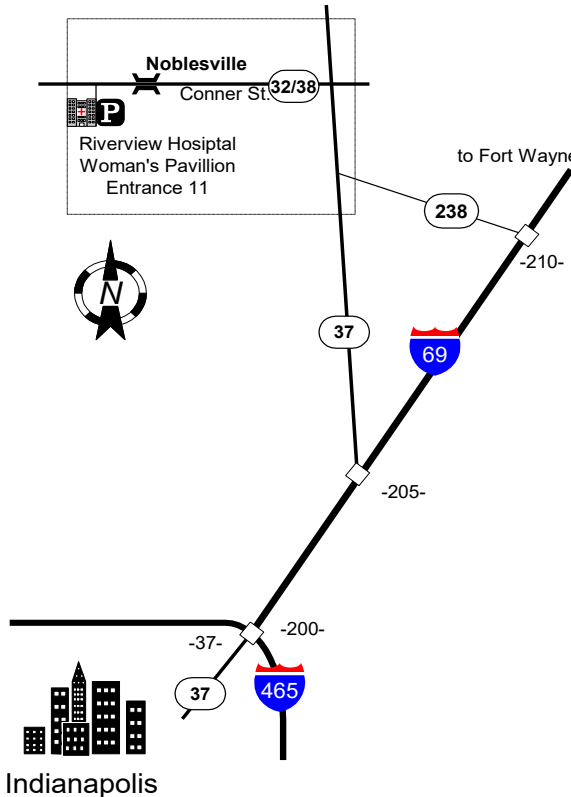 Noblesville
32/38
Conner St.
P
Riverview Hosiptal
Woman's Pavillion
Entrance 11
to Fort Wayne
238
-210-
N
37
69
-205-
-200-
-37-
37
465
Indianapolis